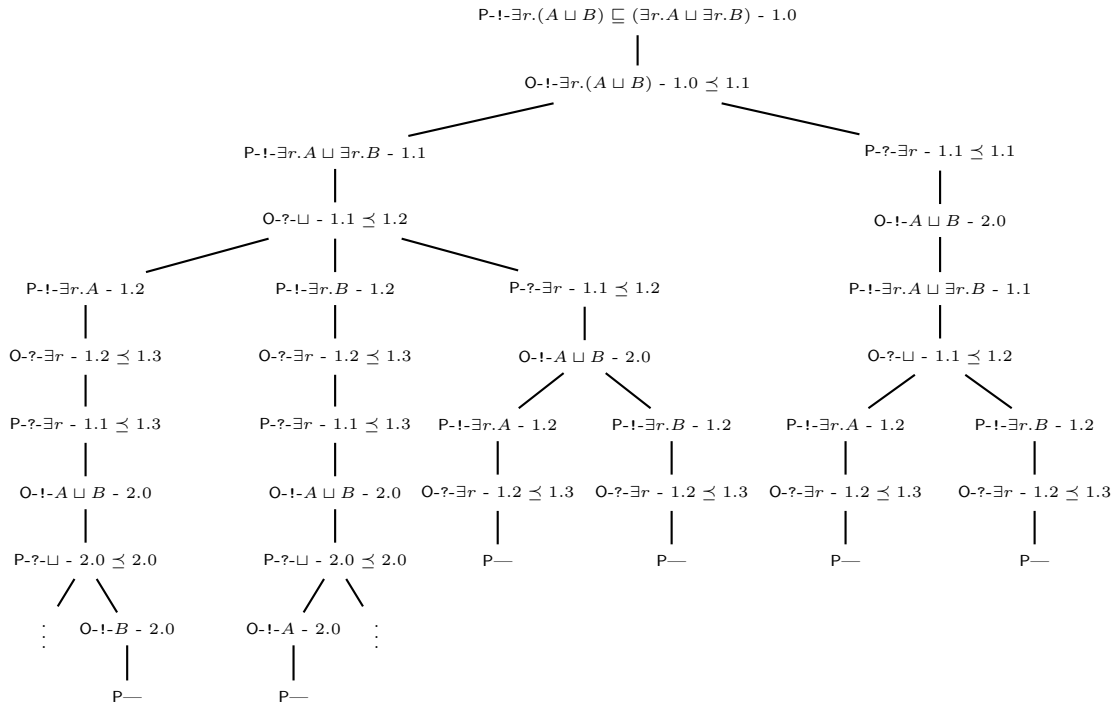 P-!-∃r.(A ⊔ B) ⊑ (∃r.A ⊔ ∃r.B) - 1.0
O-!-∃r.(A ⊔ B) - 1.0 ⪯ 1.1
P-!-∃r.A ⊔ ∃r.B - 1.1 P-?-∃r - 1.1 ⪯ 1.1
O-?-⊔ - 1.1 ⪯ 1.2 O-!-A ⊔ B - 2.0
P-!-∃r.A - 1.2 P-!-∃r.B - 1.2 P-?-∃r - 1.1 ⪯ 1.2 P-!-∃r.A ⊔ ∃r.B - 1.1
O-?-∃r - 1.2 ⪯ 1.3 O-?-∃r - 1.2 ⪯ 1.3 O-!-A ⊔ B - 2.0 O-?-⊔ - 1.1 ⪯ 1.2
P-?-∃r - 1.1 ⪯ 1.3 P-?-∃r - 1.1 ⪯ 1.3 P-!-∃r.A - 1.2 P-!-∃r.B - 1.2 P-!-∃r.A - 1.2 P-!-∃r.B - 1.2
O-!-A ⊔ B - 2.0 O-!-A ⊔ B - 2.0 O-?-∃r - 1.2 ⪯ 1.3 O-?-∃r - 1.2 ⪯ 1.3 O-?-∃r - 1.2 ⪯ 1.3 O-?-∃r - 1.2 ⪯ 1.3
P-?-⊔ - 2.0 ⪯ 2.0 P-?-⊔ - 2.0 ⪯ 2.0 P— P— P— P—
⋮ O-!-B - 2.0 O-!-A - 2.0 ⋮
P— P—